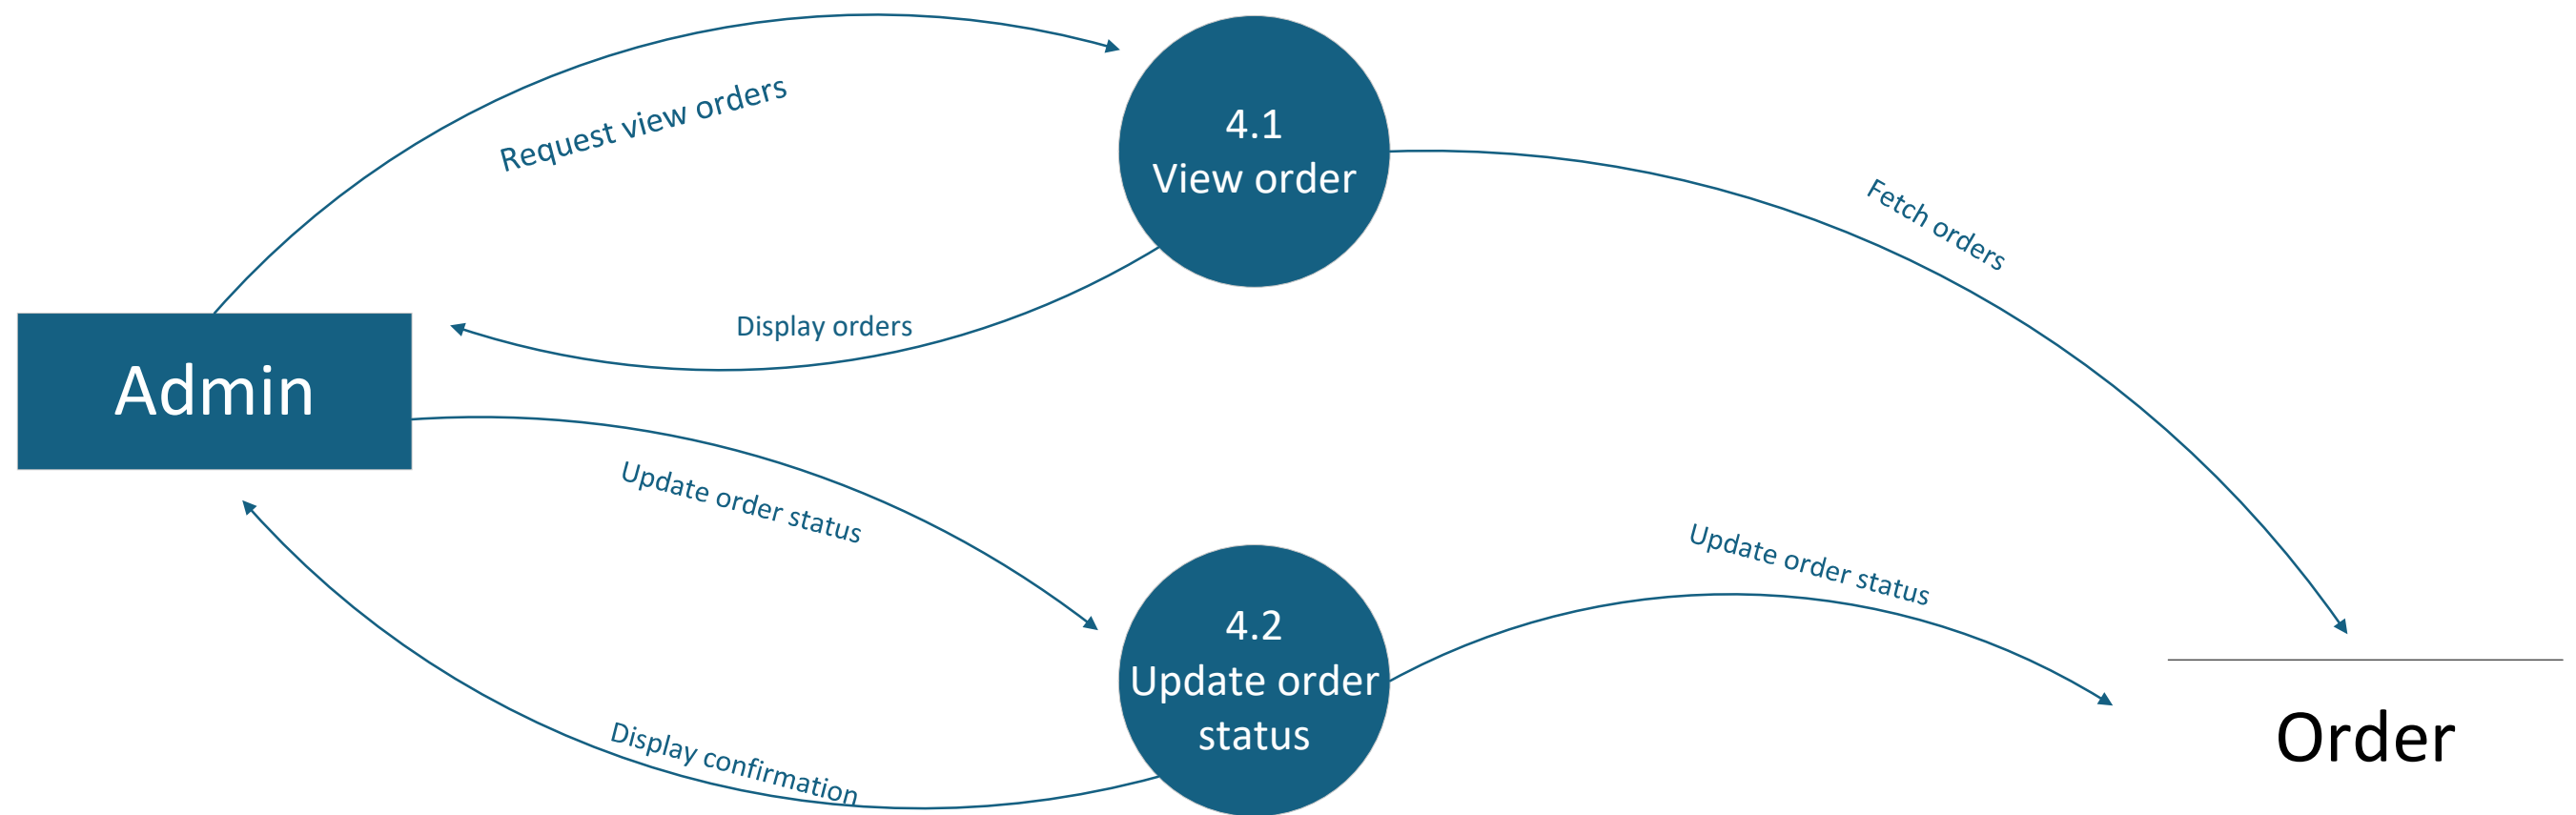 Request view orders
4.1
View order
Fetch orders
Display orders
Admin
Update order status
Update order status
4.2
Update order
status
Display confirmation
Order